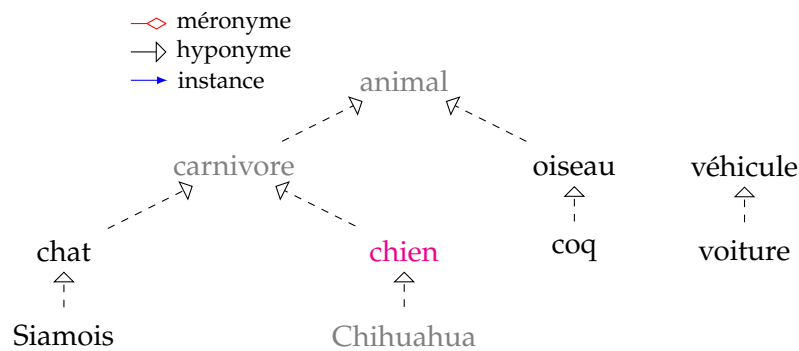 méronyme
hyponyme
instance
animal
carnivore oiseau véhicule
chat chien coq voiture
Siamois Chihuahua